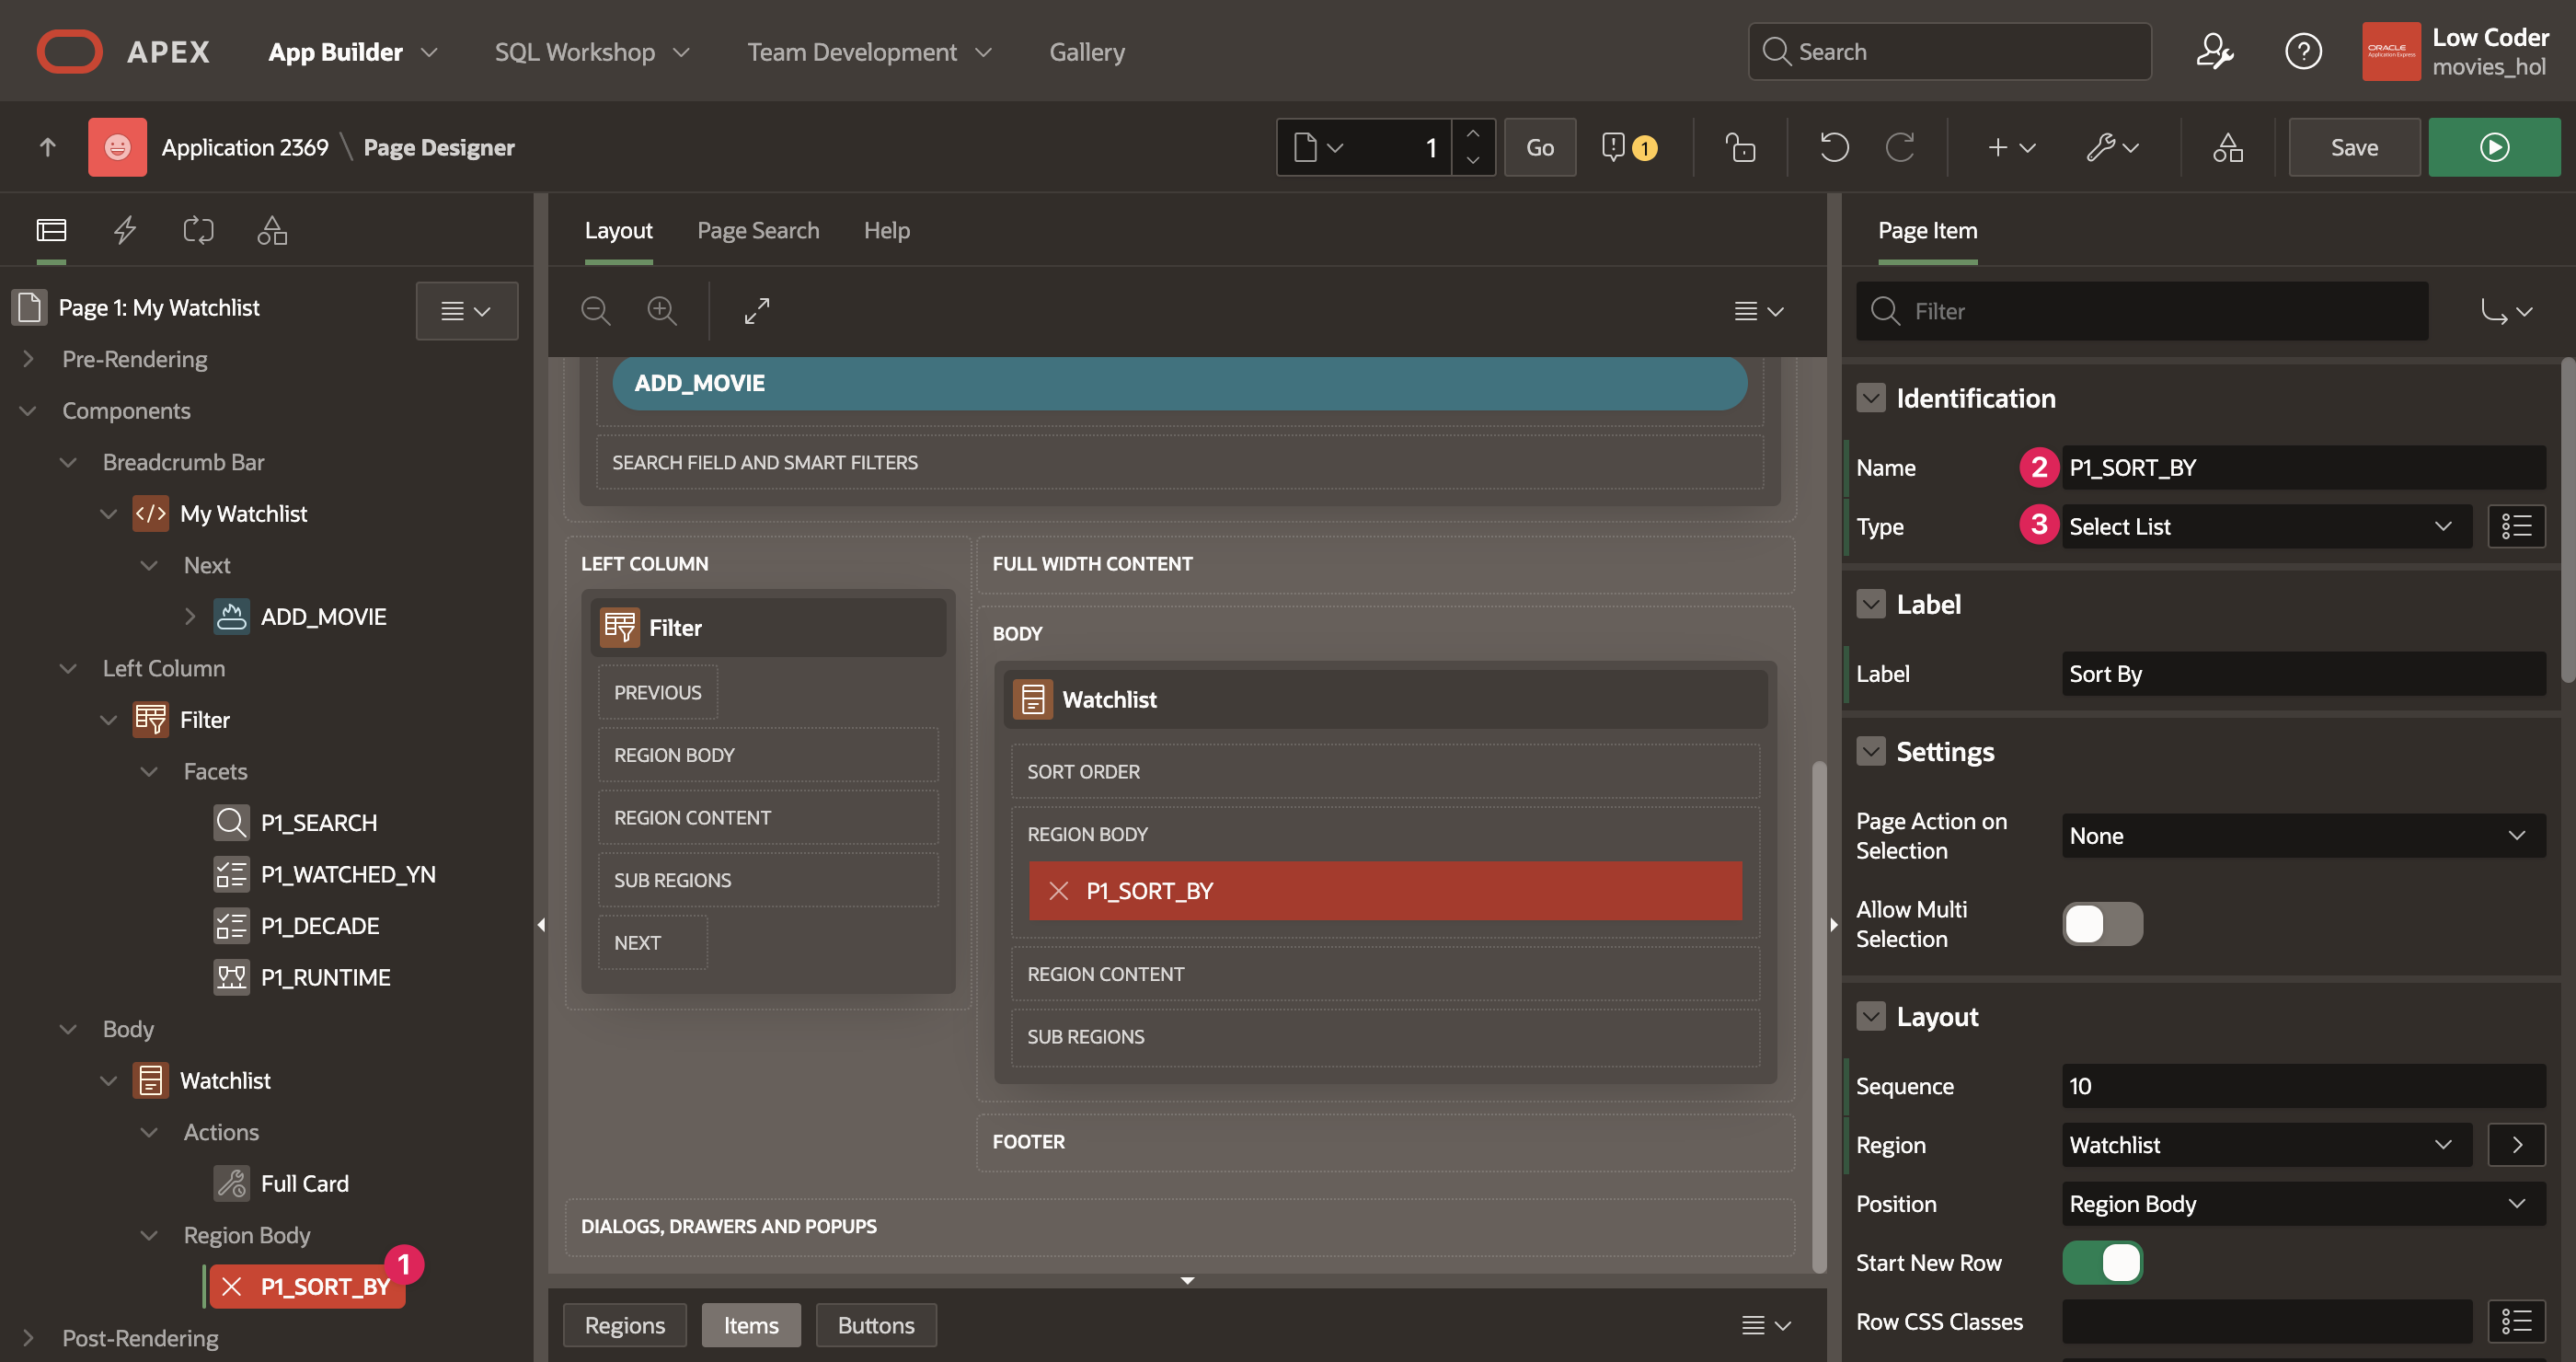 APEX App Builder SQL Workshop Team Development Gallery Search Low Coder
movies_hol
ORACLE
Application Express
Application 2369 \ Page Designer 1 Go 1 Save
Page 1: My Watchlist
Pre-Rendering
Components
Breadcrumb Bar
My Watchlist
Next
ADD_MOVIE
Left Column
Filter
Facets
P1_SEARCH
P1_WATCHED_YN
P1_DECADE
P1_RUNTIME
Body
Watchlist
Actions
Full Card
Region Body
1
P1_SORT_BY
Post-Rendering
Layout Page Search Help
ADD_MOVIE
SEARCH FIELD AND SMART FILTERS
LEFT COLUMN
Filter
PREVIOUS
REGION BODY
REGION CONTENT
SUB REGIONS
NEXT
FULL WIDTH CONTENT
BODY
Watchlist
SORT ORDER
REGION BODY
P1_SORT_BY
REGION CONTENT
SUB REGIONS
FOOTER
DIALOGS, DRAWERS AND POPUPS
Regions Items Buttons
Page Item
Filter
Identification
Name 2 P1_SORT_BY
Type 3 Select List
Label
Label Sort By
Settings
Page Action on
Selection None
Allow Multi
Selection
Layout
Sequence 10
Region Watchlist
Position Region Body
Start New Row
Row CSS Classes